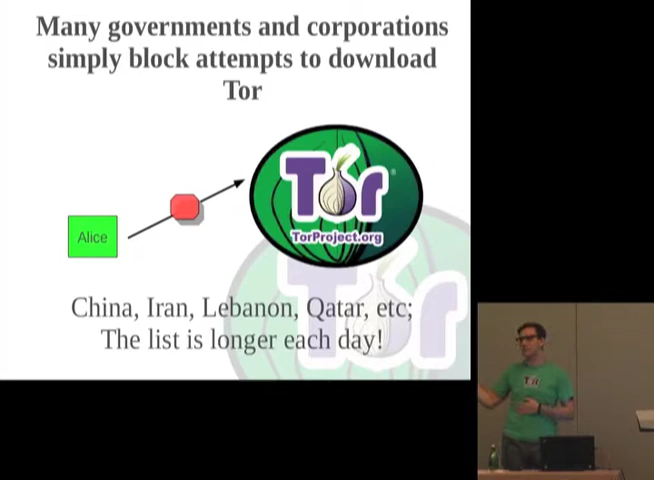 Many governments and corporations
simply block attempts to download
Tor
Tor
TorProject.org
Alice
China, Iran, Lebanon, Qatar, etc;
The list is longer each day!
Tor
Tor